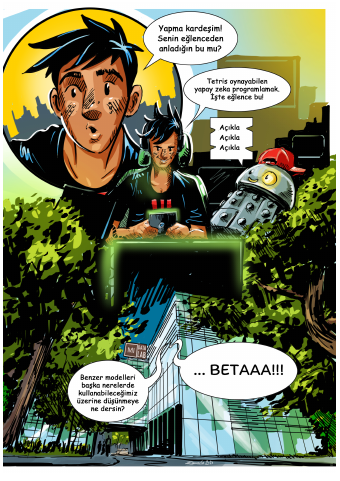 Yapma kardeşim!
Senin eğlenceden
anladığın bu mu?
Tetris aynayabilen
yapay zeka programlamak.
İşte eğlence bu!
Açıkla
Açıkla
Açıkla
Benzer modelleri
başka nerelerde
kullanabileceğimiz
üzerine düşünmeye
ne dersin?
... BETAAA!!!